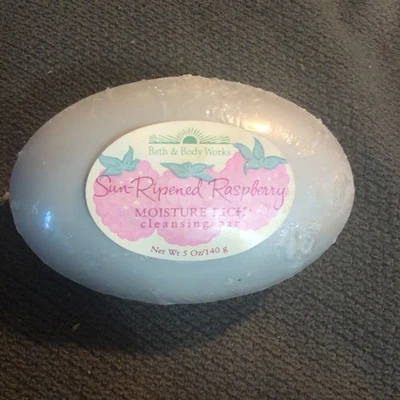 Bath & Body Works
Sun-Ripened Raspberry
MOISTURE RICH
cleansing bar
Net Wt 5 Oz/140 g